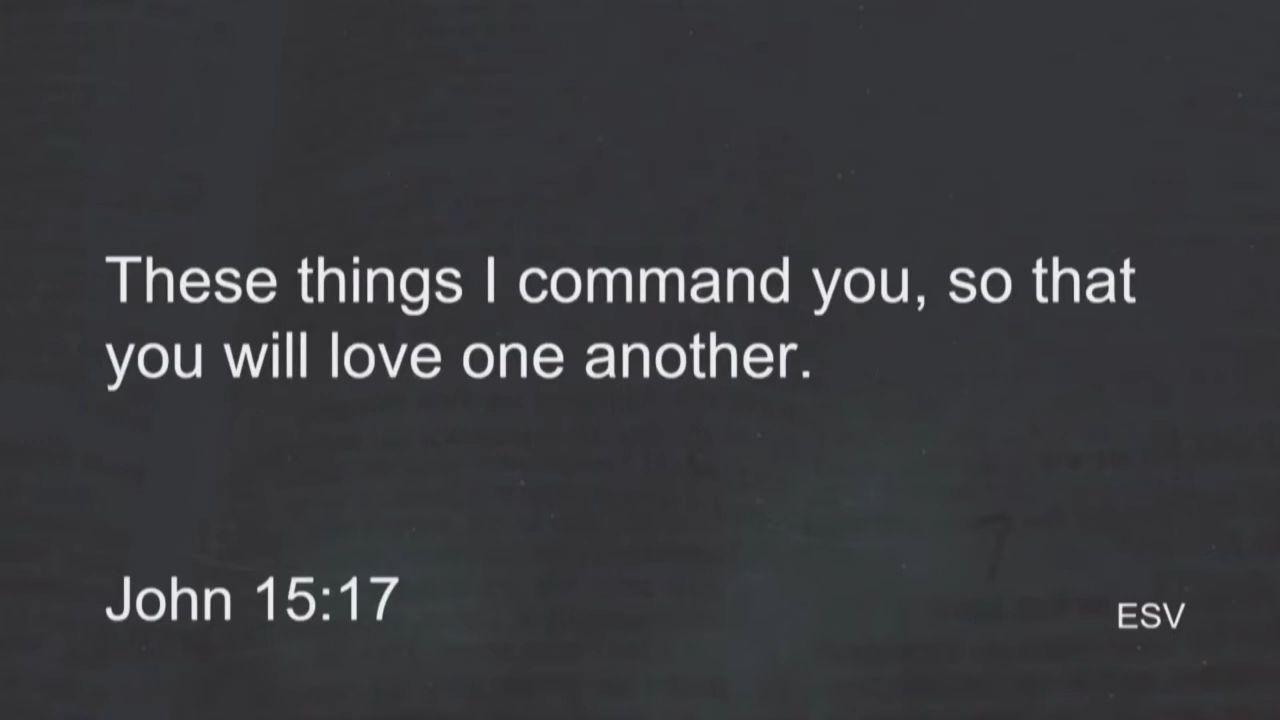 These things I command you, so that
you will love one another.
John 15:17
ESV